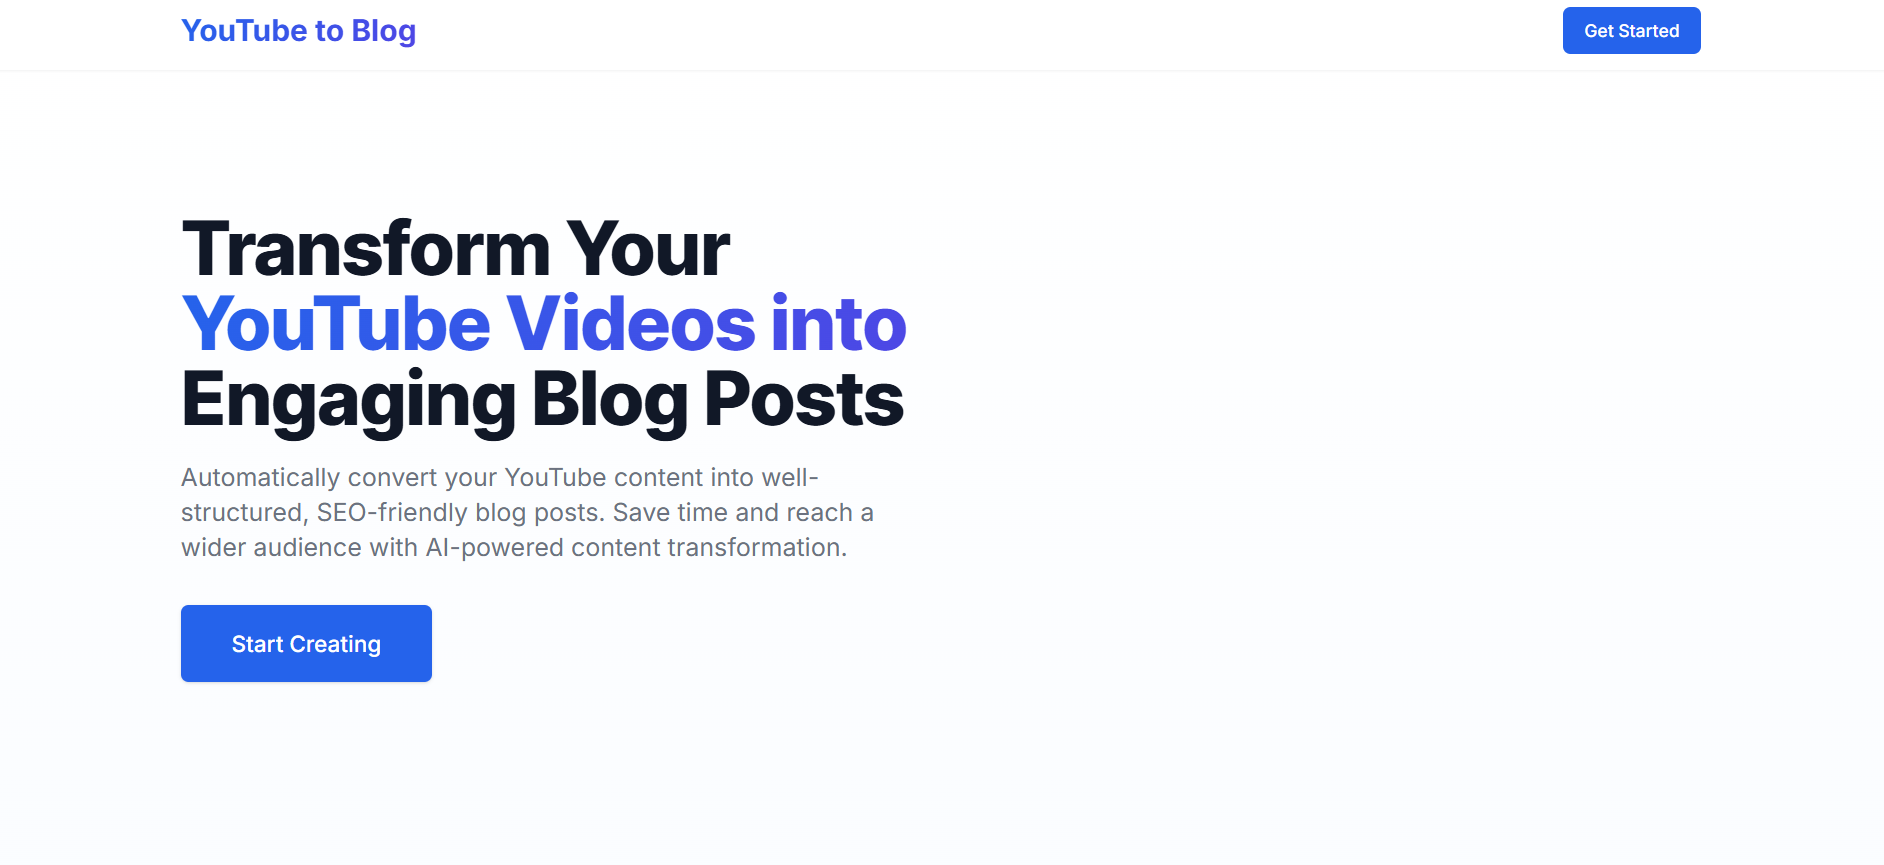 YouTube to Blog
Get Started
Transform Your
YouTube Videos into
Engaging Blog Posts
Automatically convert your YouTube content into well-
structured, SEO-friendly blog posts. Save time and reach a
wider audience with AI-powered content transformation.
Start Creating